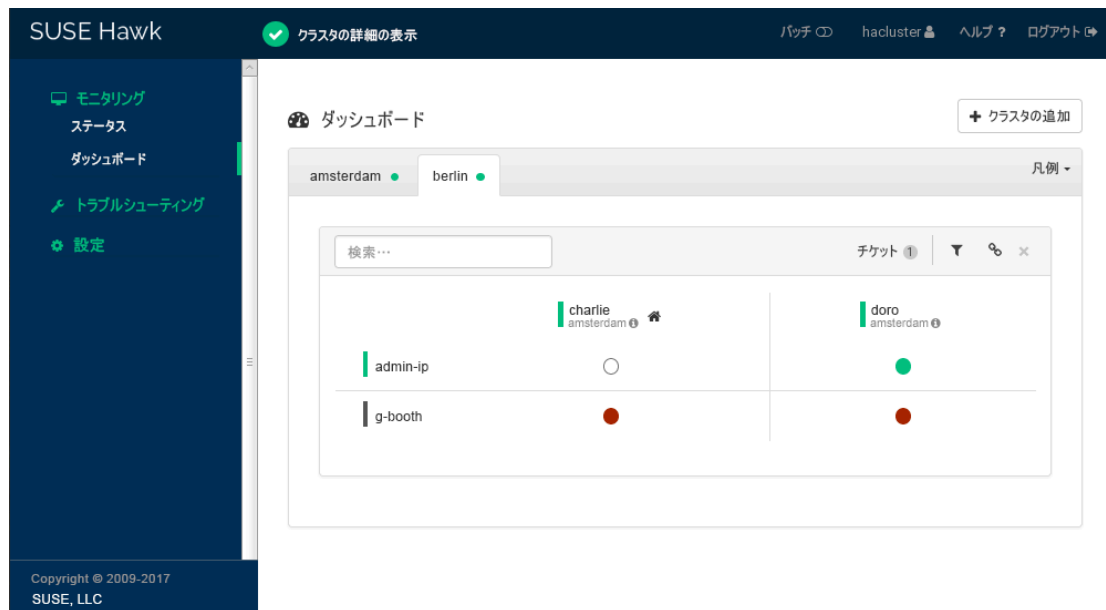 SUSE Hawk
クラスタの詳細の表示
バッチ
hacluster
ヘルプ ?
ログアウト
モニタリング
ステータス
ダッシュボード
トラブルシューティング
設定
Copyright © 2009-2017
SUSE, LLC
ダッシュボード
+ クラスタの追加
amsterdam
berlin
凡例
検索…
チケット 1
charlie
amsterdam
doro
amsterdam
admin-ip
g-booth